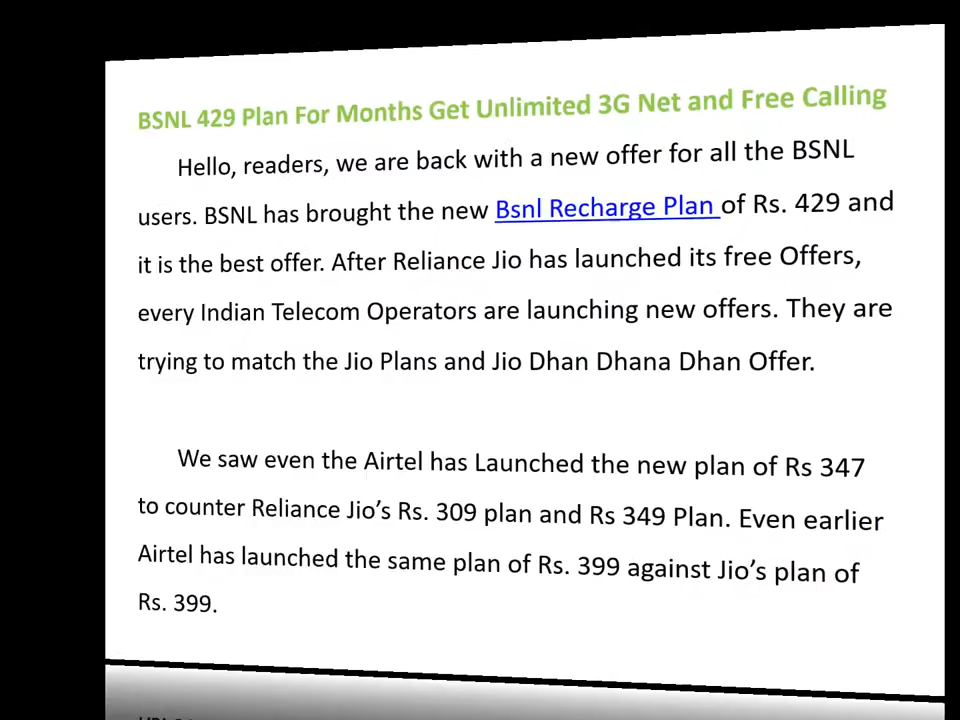 BSNL 429 Plan For Months Get Unlimited 3G Net and Free Calling
Hello, readers, we are back with a new offer for all the BSNL
users. BSNL has brought the new Bsnl Recharge Plan of Rs. 429 and
it is the best offer. After Reliance Jio has launched its free Offers,
every Indian Telecom Operators are launching new offers. They are
trying to match the Jio Plans and Jio Dhan Dhana Dhan Offer.
We saw even the Airtel has Launched the new plan of Rs 347
to counter Reliance Jio’s Rs. 309 plan and Rs 349 Plan. Even earlier
Airtel has launched the same plan of Rs. 399 against Jio’s plan of
Rs. 399.